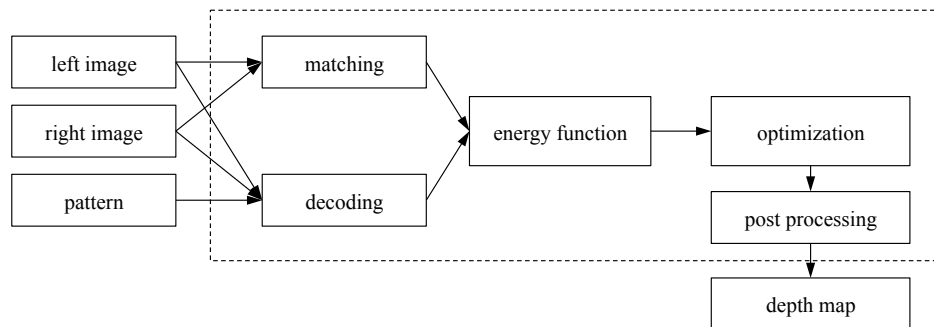 left image
right image
pattern
matching
decoding
energy function
optimization
post processing
depth map